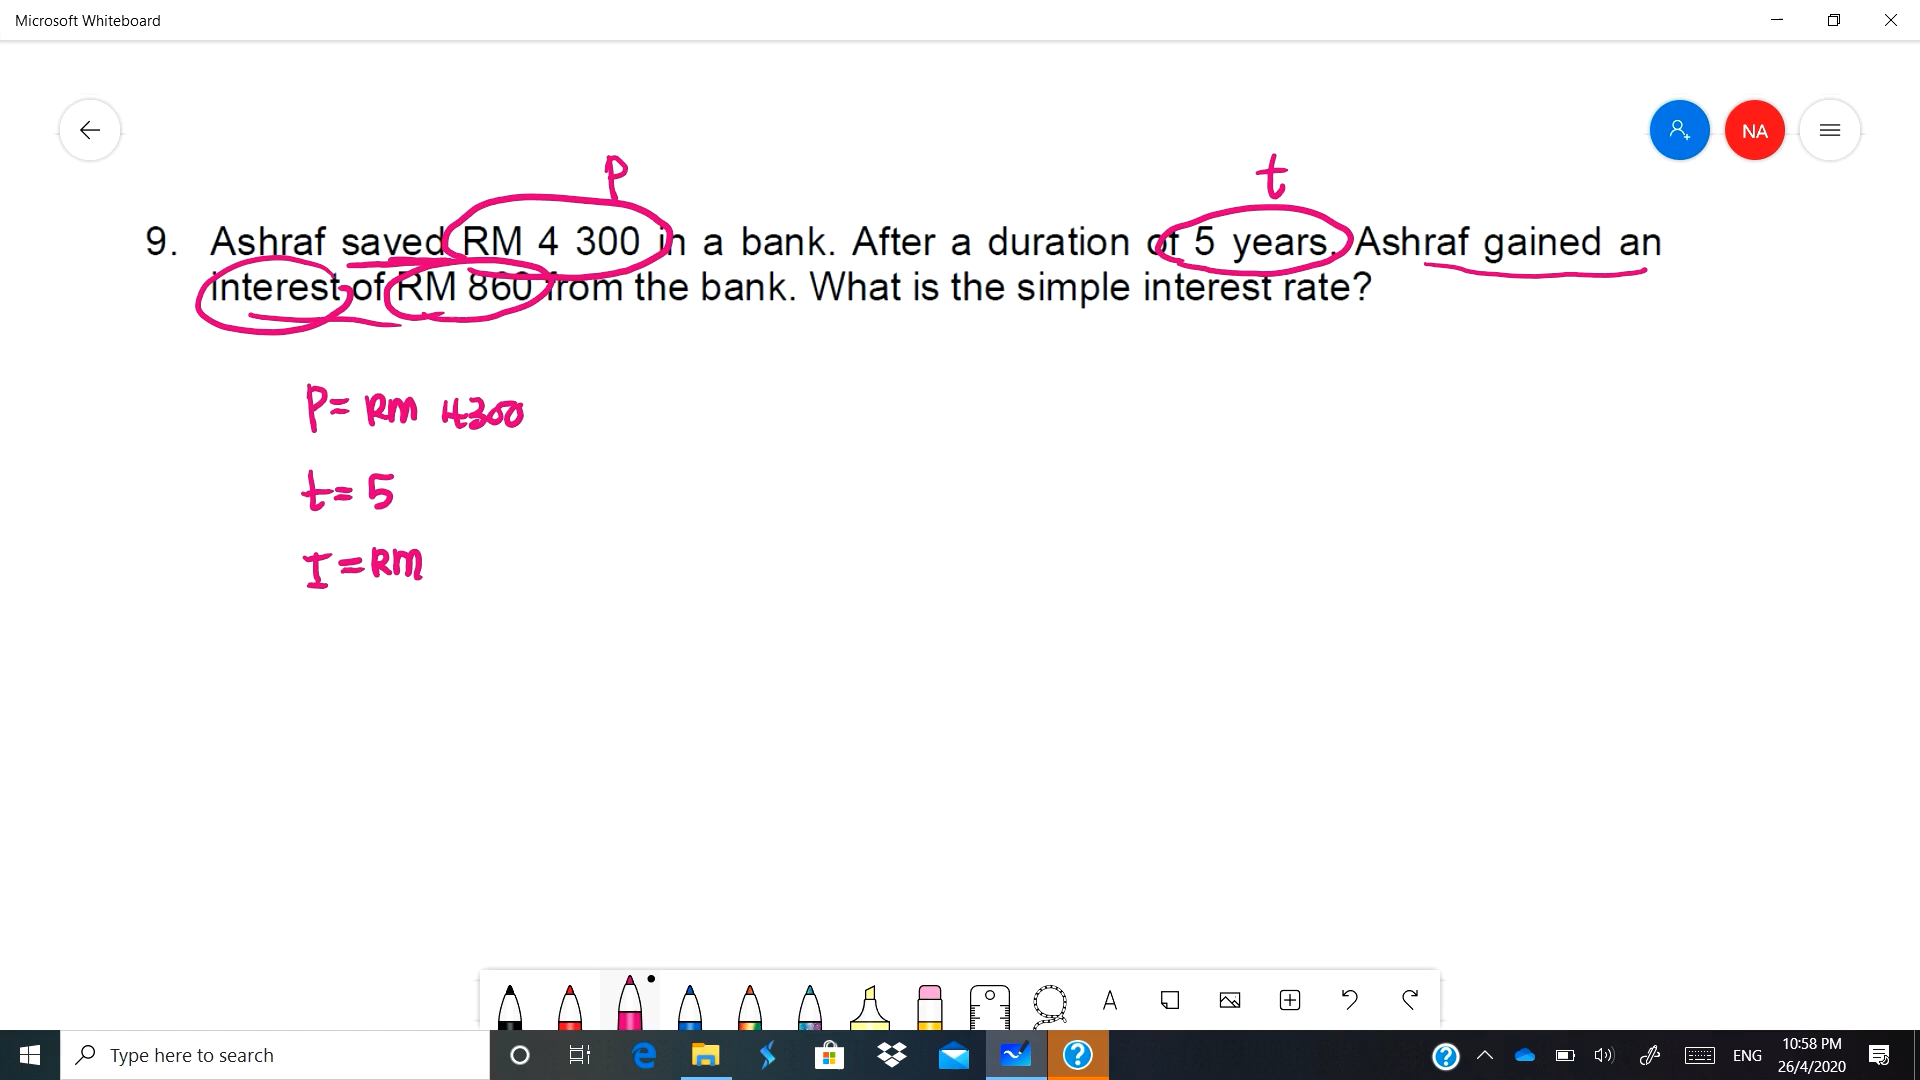 Microsoft Whiteboard
NA
P
t
9. Ashraf saved RM 4 300 in a bank. After a duration of 5 years. Ashraf gained an
interest of RM 860 from the bank. What is the simple interest rate?
P = RM 4300
t = 5
I = RM
A
Type here to search
ENG
10:58 PM
26/4/2020